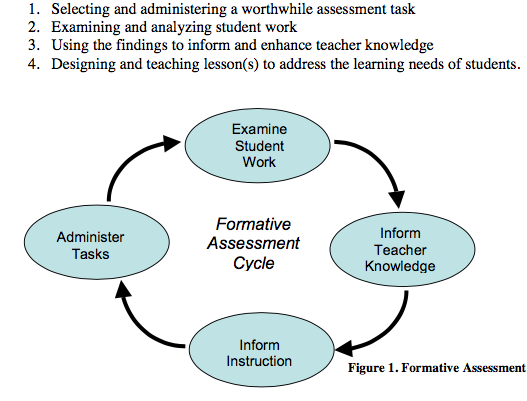 1. Selecting and administering a worthwhile assessment task
2. Examining and analyzing student work
3. Using the findings to inform and enhance teacher knowledge
4. Designing and teaching lesson(s) to address the learning needs of students.
Examine
Student
Work
Formative
Assessment
Cycle
Administer
Tasks
Inform
Teacher
Knowledge
Inform
Instruction
Figure 1. Formative Assessment